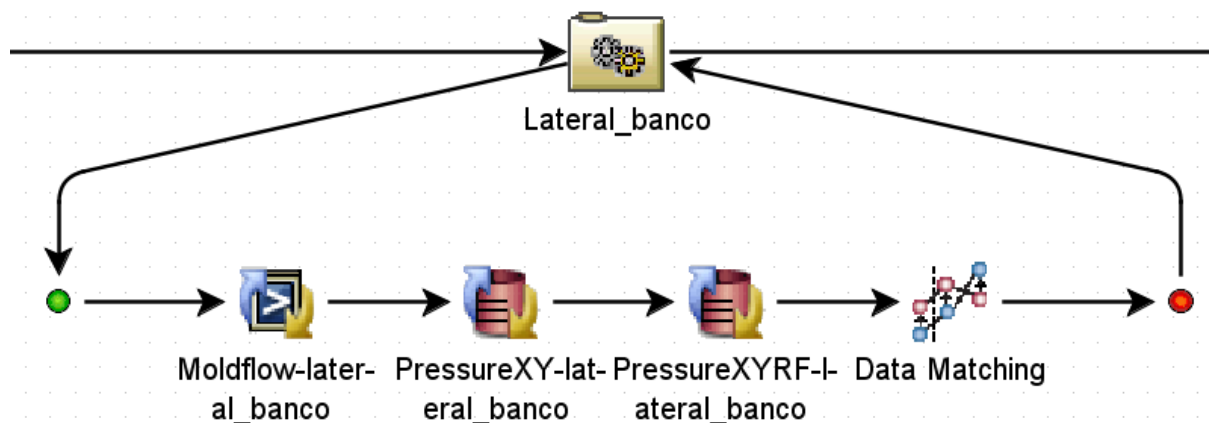 Lateral_banco
Moldflow-later-
al_banco
PressureXY-lat-
eral_banco
PressureXYRF-l-
ateral_banco
Data Matching